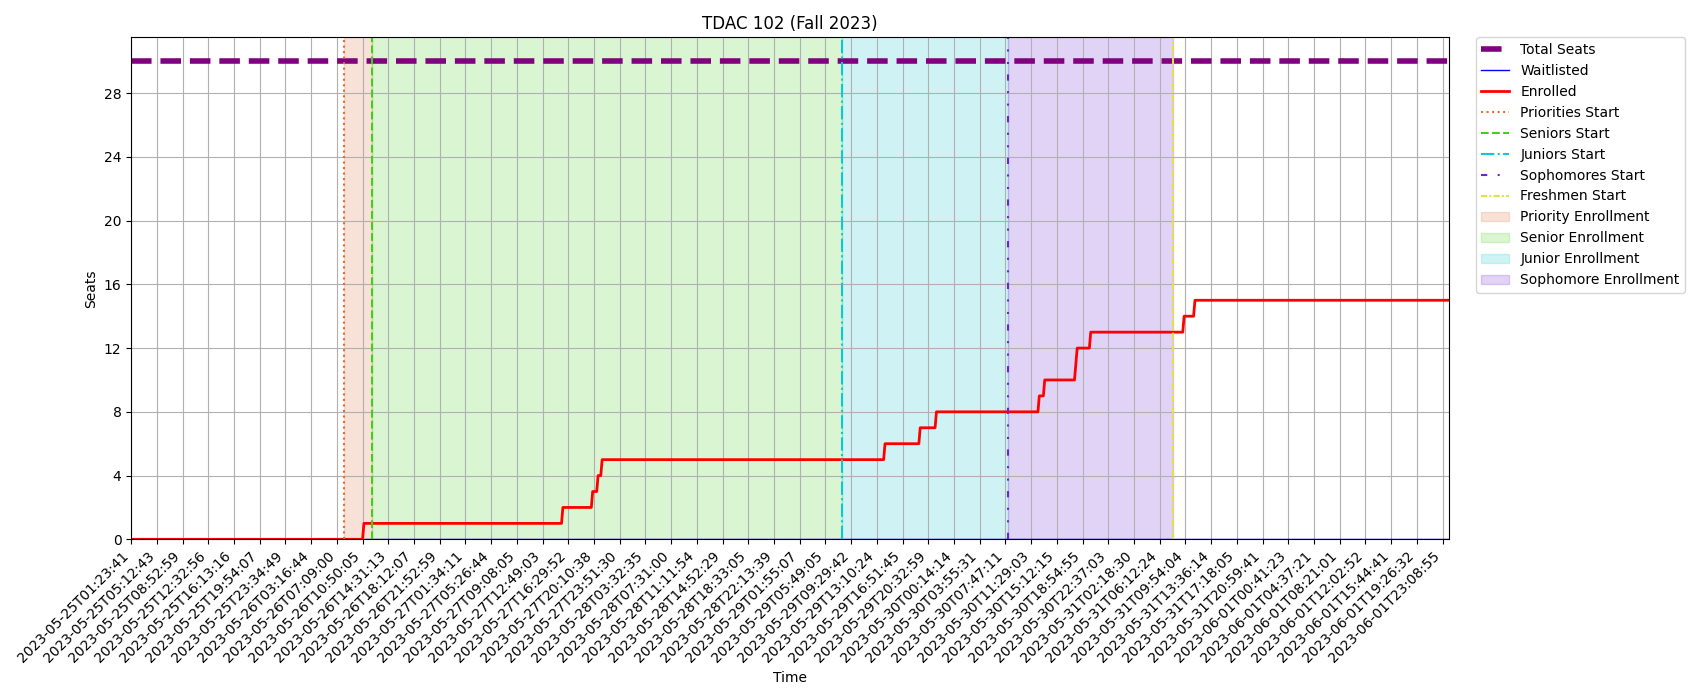 TDAC 102 (Fall 2023)
Total Seats
Waitlisted
Enrolled
Priorities Start
Seniors Start
Juniors Start
Sophomores Start
Freshmen Start
Priority Enrollment
Senior Enrollment
Junior Enrollment
Sophomore Enrollment
Seats
28
24
20
16
12
8
4
0
2023-05-25T01:23:41
2023-05-25T05:12:43
2023-05-25T08:52:59
2023-05-25T12:32:56
2023-05-25T16:13:16
2023-05-25T19:54:07
2023-05-25T23:34:49
2023-05-26T03:16:44
2023-05-26T07:09:00
2023-05-26T10:50:05
2023-05-26T14:31:13
2023-05-26T18:12:07
2023-05-26T21:52:59
2023-05-27T01:34:11
2023-05-27T05:26:44
2023-05-27T09:08:05
2023-05-27T12:49:03
2023-05-27T16:29:52
2023-05-27T20:10:38
2023-05-27T23:51:30
2023-05-28T03:32:35
2023-05-28T07:31:00
2023-05-28T11:11:54
2023-05-28T14:52:29
2023-05-28T18:33:05
2023-05-28T22:13:39
2023-05-29T01:55:07
2023-05-29T05:49:05
2023-05-29T09:29:42
2023-05-29T13:10:24
2023-05-29T16:51:45
2023-05-29T20:32:59
2023-05-30T00:14:14
2023-05-30T03:55:31
2023-05-30T07:47:11
2023-05-30T11:29:03
2023-05-30T15:12:15
2023-05-30T18:54:55
2023-05-30T22:37:03
2023-05-31T02:18:30
2023-05-31T06:12:24
2023-05-31T09:54:04
2023-05-31T13:36:14
2023-05-31T17:18:05
2023-05-31T20:59:41
2023-06-01T00:41:23
2023-06-01T04:37:21
2023-06-01T08:21:01
2023-06-01T12:02:52
2023-06-01T15:44:41
2023-06-01T19:26:32
2023-06-01T23:08:55
Time